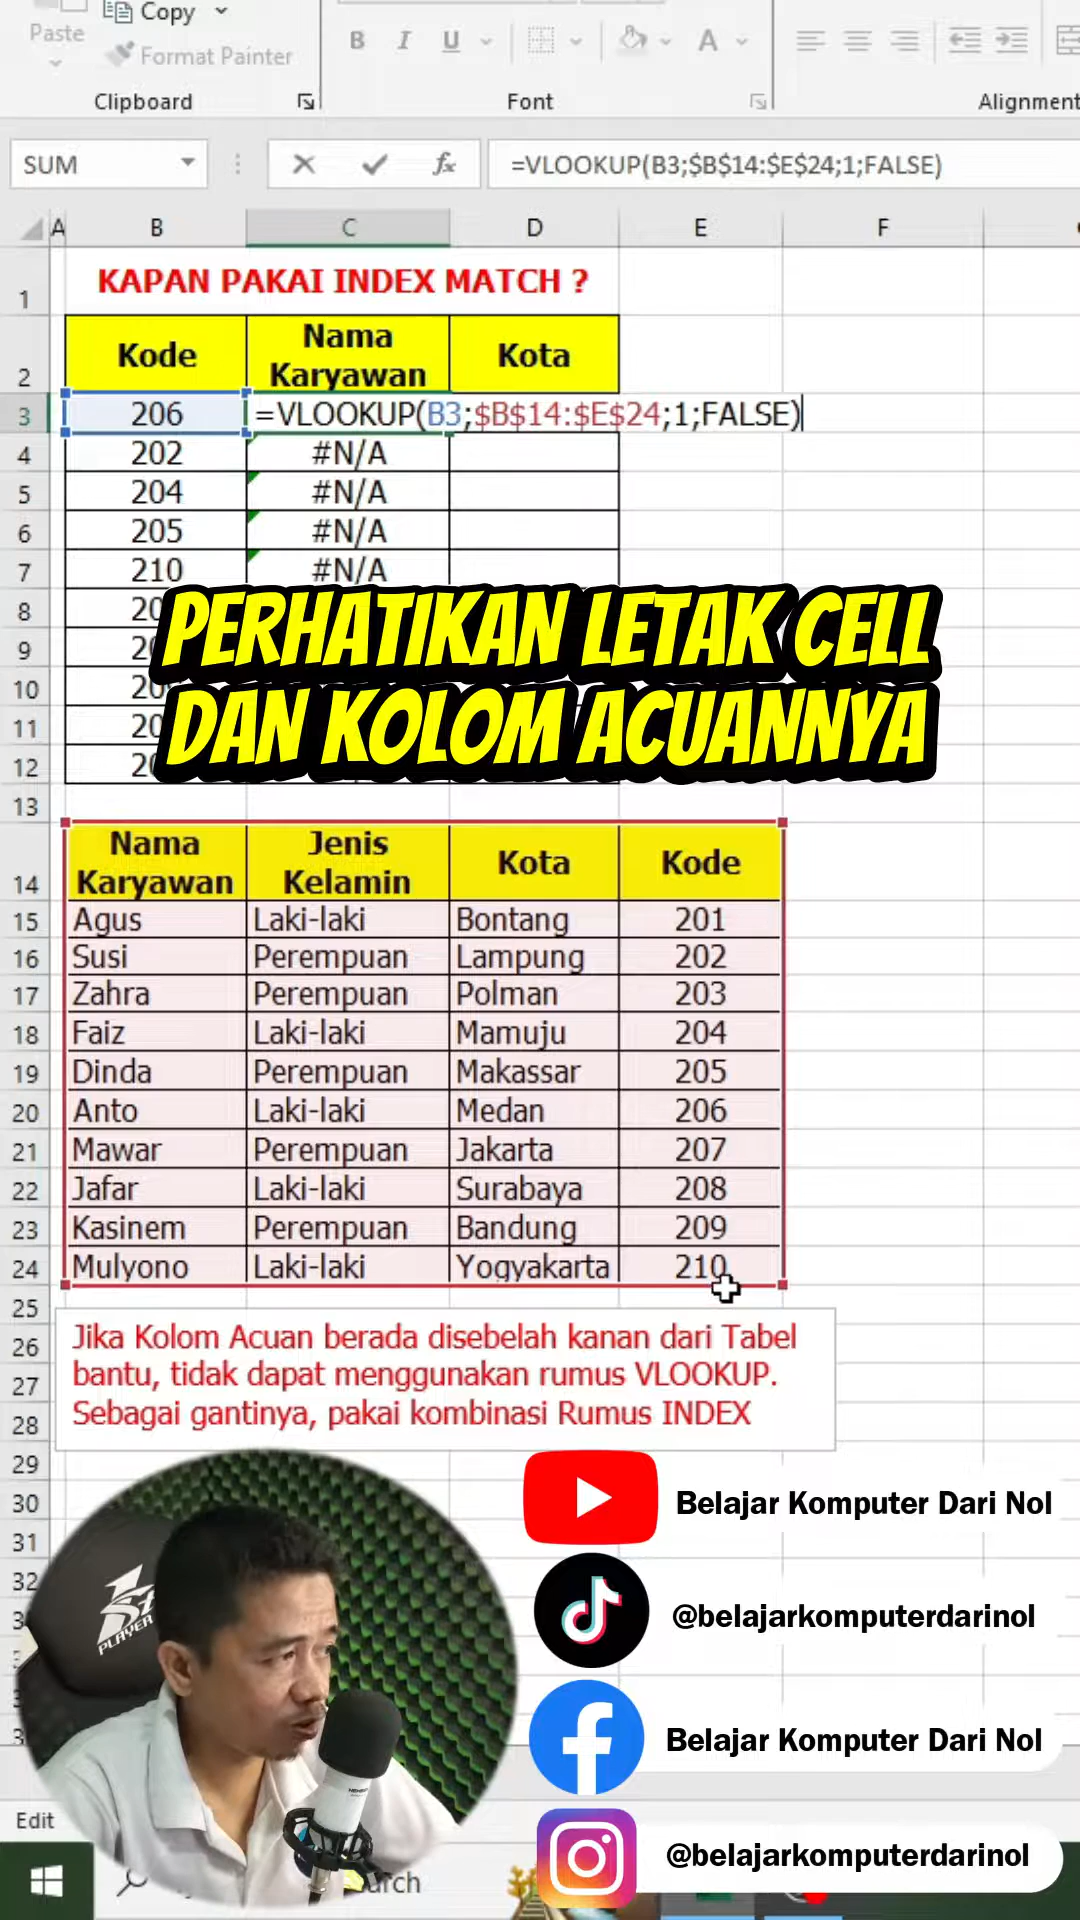 Paste
Copy
Format Painter
Clipboard
B I U
A
Font
Alignment
SUM
fx
=VLOOKUP(B3;$B$14:$E$24;1;FALSE)
A B C D E F
1 KAPAN PAKAI INDEX MATCH ?
2 Kode Nama Karyawan Kota
3 206 =VLOOKUP(B3;$B$14:$E$24;1;FALSE)
4 202 #N/A
5 204 #N/A
6 205 #N/A
7 210 #N/A
8
9
10
11
12
PERHATIKAN LETAK CELL
DAN KOLOM ACUANNYA
13
14 Nama Karyawan Jenis Kelamin Kota Kode
15 Agus Laki-laki Bontang 201
16 Susi Perempuan Lampung 202
17 Zahra Perempuan Polman 203
18 Faiz Laki-laki Mamuju 204
19 Dinda Perempuan Makassar 205
20 Anto Laki-laki Medan 206
21 Mawar Perempuan Jakarta 207
22 Jafar Laki-laki Surabaya 208
23 Kasinem Perempuan Bandung 209
24 Mulyono Laki-laki Yogyakarta 210
25
26 Jika Kolom Acuan berada disebelah kanan dari Tabel
27 bantu, tidak dapat menggunakan rumus VLOOKUP.
28 Sebagai gantinya, pakai kombinasi Rumus INDEX
29
30
31
32
Belajar Komputer Dari Nol
@belajarkomputerdarinol
Belajar Komputer Dari Nol
@belajarkomputerdarinol
PLAYER
Edit